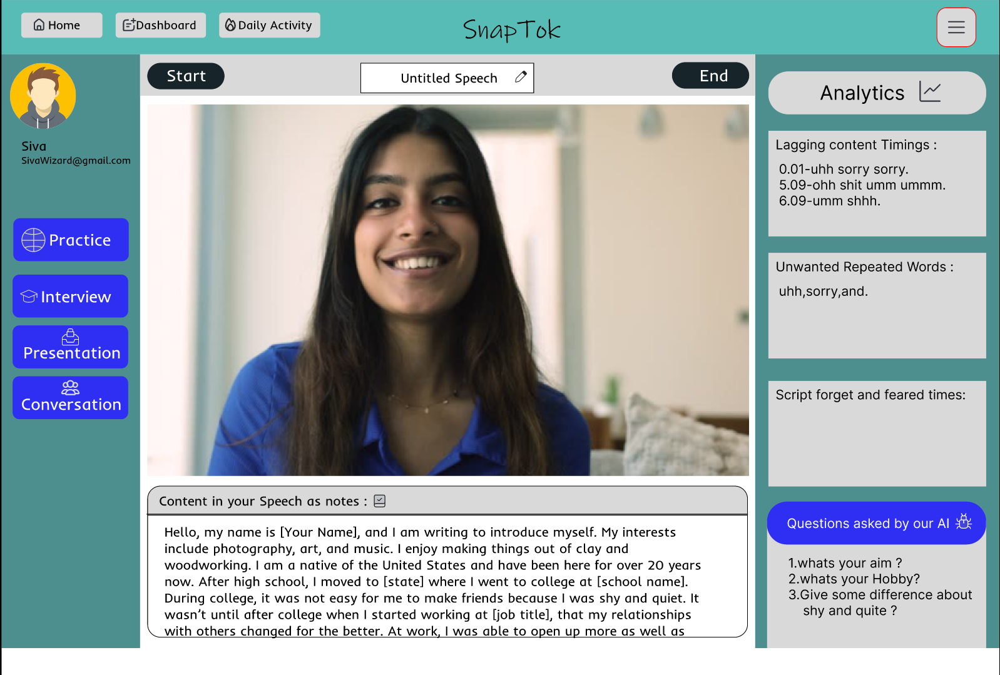 Home
Dashboard
Daily Activity
SnapTok
Siva
SivaWizard@gmail.com
Practice
Interview
Presentation
Conversation
Start
Untitled Speech
End
Content in your Speech as notes :
Hello, my name is [Your Name], and I am writing to introduce myself. My interests
include photography, art, and music. I enjoy making things out of clay and
woodworking. I am a native of the United States and have been here for over 20 years
now. After high school, I moved to [state] where I went to college at [school name].
During college, it was not easy for me to make friends because I was shy and quiet. It
wasn't until after college when I started working at [job title], that my relationships
with others changed for the better. At work, I was able to open up more as well as
Analytics
Lagging content Timings :
0.01-uhh sorry sorry.
5.09-ohh shit umm ummm.
6.09-umm shhh.
Unwanted Repeated Words :
uhh,sorry,and.
Script forget and feared times:
Questions asked by our AI
1.whats your aim ?
2.whats your Hobby?
3.Give some difference about
shy and quite ?